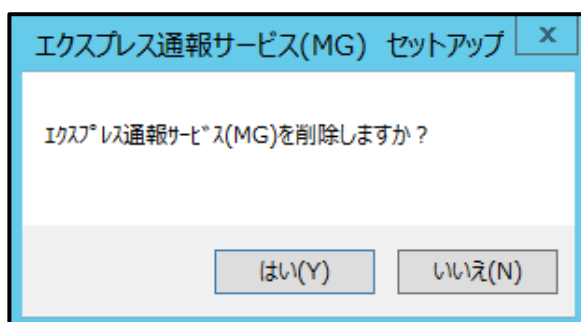 エクスプレス通報サービス(MG) セットアップ
x
ｴｸｽﾌﾟﾚｽ通報ｻｰﾋﾞｽ(MG)を削除しますか？
はい(Y)
いいえ(N)